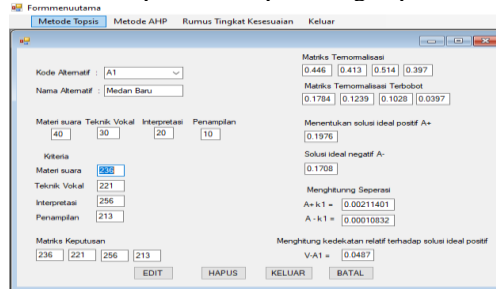 Formmenuutama
Metode Topsis Metode AHP Rumus Tingkat Kesesuaian Keluar
Kode Alternatif : A1
Nama Alternatif : Medan Baru
Materi suara Teknik Vokal Interpretasi Penampilan
40 30 20 10
Kriteria
Materi suara 236
Teknik Vokal 221
Interpretasi 256
Penampilan 213
Matriks Keputusan
236 221 256 213
Matriks Ternormalisasi
0.446 0.413 0.514 0.397
Matriks Ternormalisasi Terbobot
0.1784 0.1239 0.1028 0.0397
Menentukan solusi ideal positif A+
0.1976
Solusi ideal negatif A-
0.1708
Menghitunng Seperasi
A+ k1 = 0.00211401
A - k1 = 0.00010832
Menghitung kedekatan relatif terhadap solusi ideal positif
V-A1 = 0.0487
EDIT HAPUS KELUAR BATAL